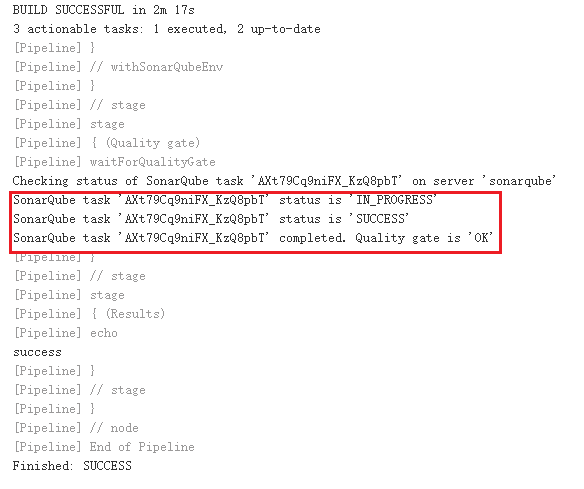 BUILD SUCCESSFUL in 2m 17s
3 actionable tasks: 1 executed, 2 up-to-date
[Pipeline] }
[Pipeline] // withSonarQubeEnv
[Pipeline] }
[Pipeline] // stage
[Pipeline] stage
[Pipeline] { (Quality gate)
[Pipeline] waitForQualityGate
Checking status of SonarQube task 'AXt79Cq9niFX_KzQ8pbT' on server 'sonarqube'
SonarQube task 'AXt79Cq9niFX_KzQ8pbT' status is 'IN_PROGRESS'
SonarQube task 'AXt79Cq9niFX_KzQ8pbT' status is 'SUCCESS'
SonarQube task 'AXt79Cq9niFX_KzQ8pbT' completed. Quality gate is 'OK'
[Pipeline] }
[Pipeline] // stage
[Pipeline] stage
[Pipeline] { (Results)
[Pipeline] echo
success
[Pipeline] }
[Pipeline] // stage
[Pipeline] }
[Pipeline] // node
[Pipeline] End of Pipeline
Finished: SUCCESS